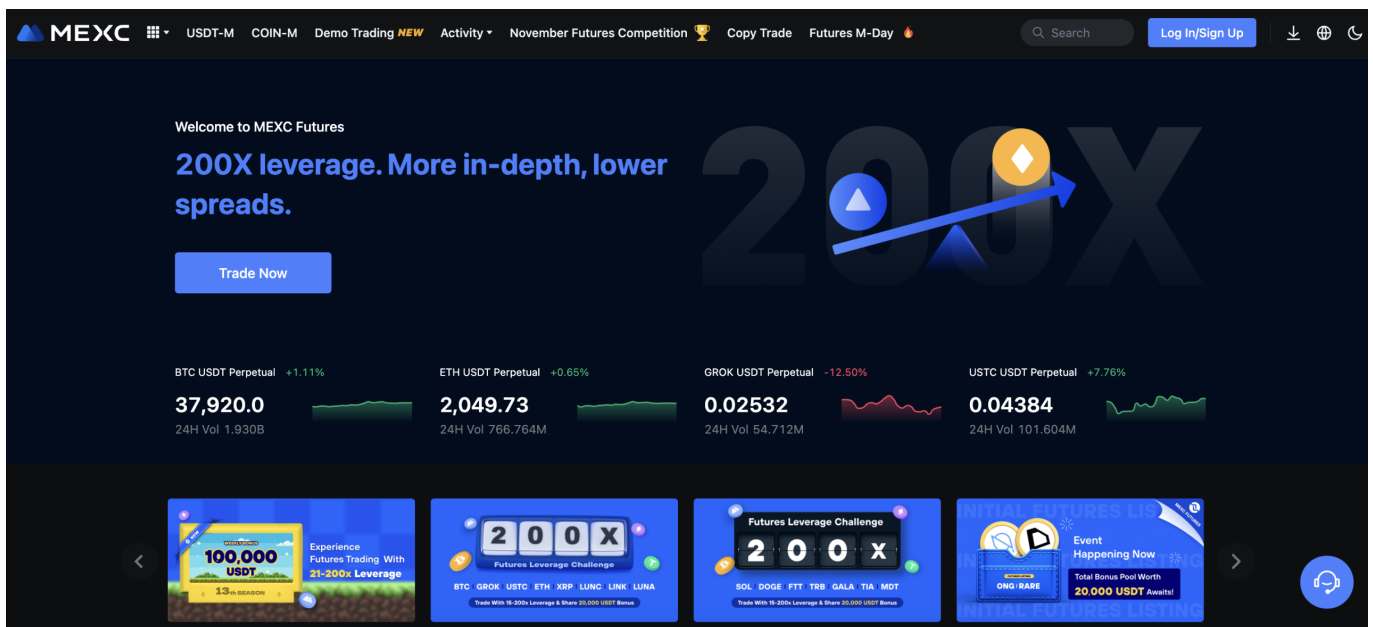 MEXC USDT-M COIN-M Demo Trading NEW Activity November Futures Competition Copy Trade Futures M-Day Search Log In/Sign Up
Welcome to MEXC Futures
200X leverage. More in-depth, lower
spreads.
200X
Trade Now
BTC USDT Perpetual +1.11%
37,920.0
24H Vol 1.930B
ETH USDT Perpetual +0.65%
2,049.73
24H Vol 766.764M
GROK USDT Perpetual -12.50%
0.02532
24H Vol 54.712M
USTC USDT Perpetual +7.76%
0.04384
24H Vol 101.604M
NEW
WEEKLY BONUS
100,000
USDT
13th SEASON
Experience
Futures Trading With
21-200x Leverage
200X
Futures Leverage Challenge
BTC GROK USTC ETH XRP LUNC LINK LUNA
Trade With 15-200x Leverage & Share 20,000 USDT Bonus
Futures Leverage Challenge
200X
SOL DOGE FTT TRB GALA TIA MDT
Trade With 15-200x Leverage & Share 20,000 USDT Bonus
INITIAL FUTURES LIS
MEXC FUTURES
Event
Happening Now
ONG RARE
Total Bonus Pool Worth
20,000 USDT Awaits!
INITIAL FUTURES LISTING